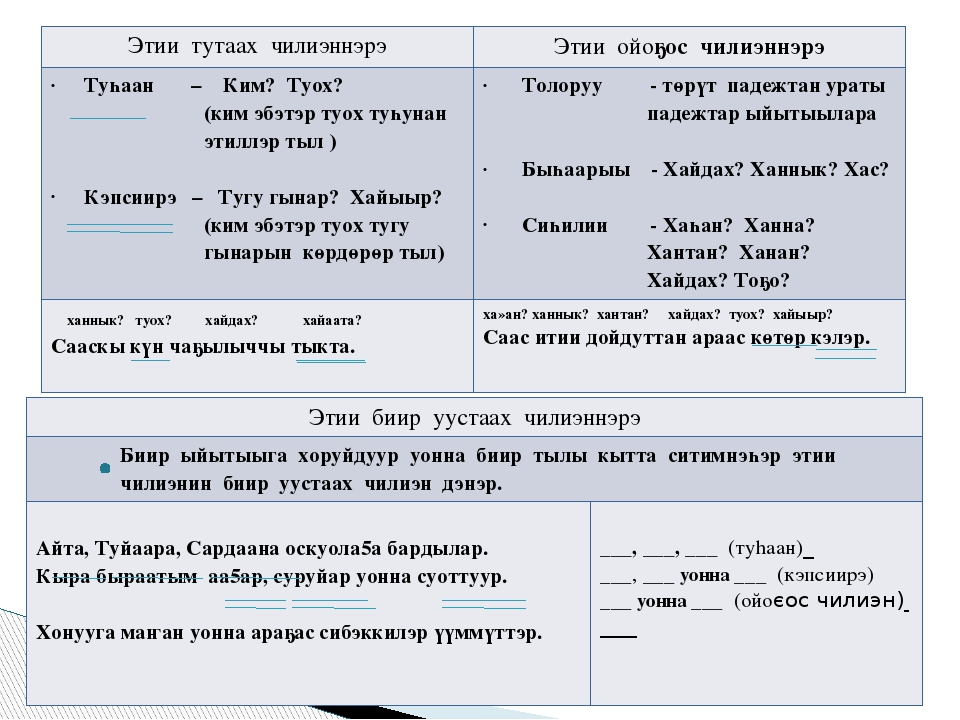 Этии тутаах чилиэннэрэ
Этии ойоҕос чилиэннэрэ
· Туһаан – Ким? Туох?
(ким эбэтэр туох туһунан
этиллэр тыл )
· Кэпсиирэ – Тугу гынар? Хайыыр?
(ким эбэтэр туох тугу
гынарын көрдөрөр тыл)
· Толоруу - төрүт падежтан ураты
падежтар ыйытыылара
· Быһаарыы - Хайдах? Ханнык? Хас?
· Сиһилии - Хаһан? Ханна?
Хантан? Ханан?
Хайдах? Тоҕо?
ханнык? туох? хайдах? хайаата?
Сааскы күн чаҕылыччы тыкта.
ха»ан? ханнык? хантан? хайдах? туох? хайыыр?
Саас итии дойдуттан араас көтөр кэлэр.
Этии биир уустаах чилиэннэрэ
• Биир ыйытыыга хоруйдуур уонна биир тылы кытта ситимнэһэр этии
чилиэнин биир уустаах чилиэн дэнэр.
Айта, Туйаара, Сардаана оскуола5а бардылар.
Кыра быраатым аа5ар, суруйар уонна суоттуур.
Хонууга маҥан уонна араҕас сибэккилэр үүммүттэр.
___, ___, ___ (туһаан)_
___, ___ уонна ___ (кэпсиирэ)
___ уонна ___ (ойоєос чилиэн)_